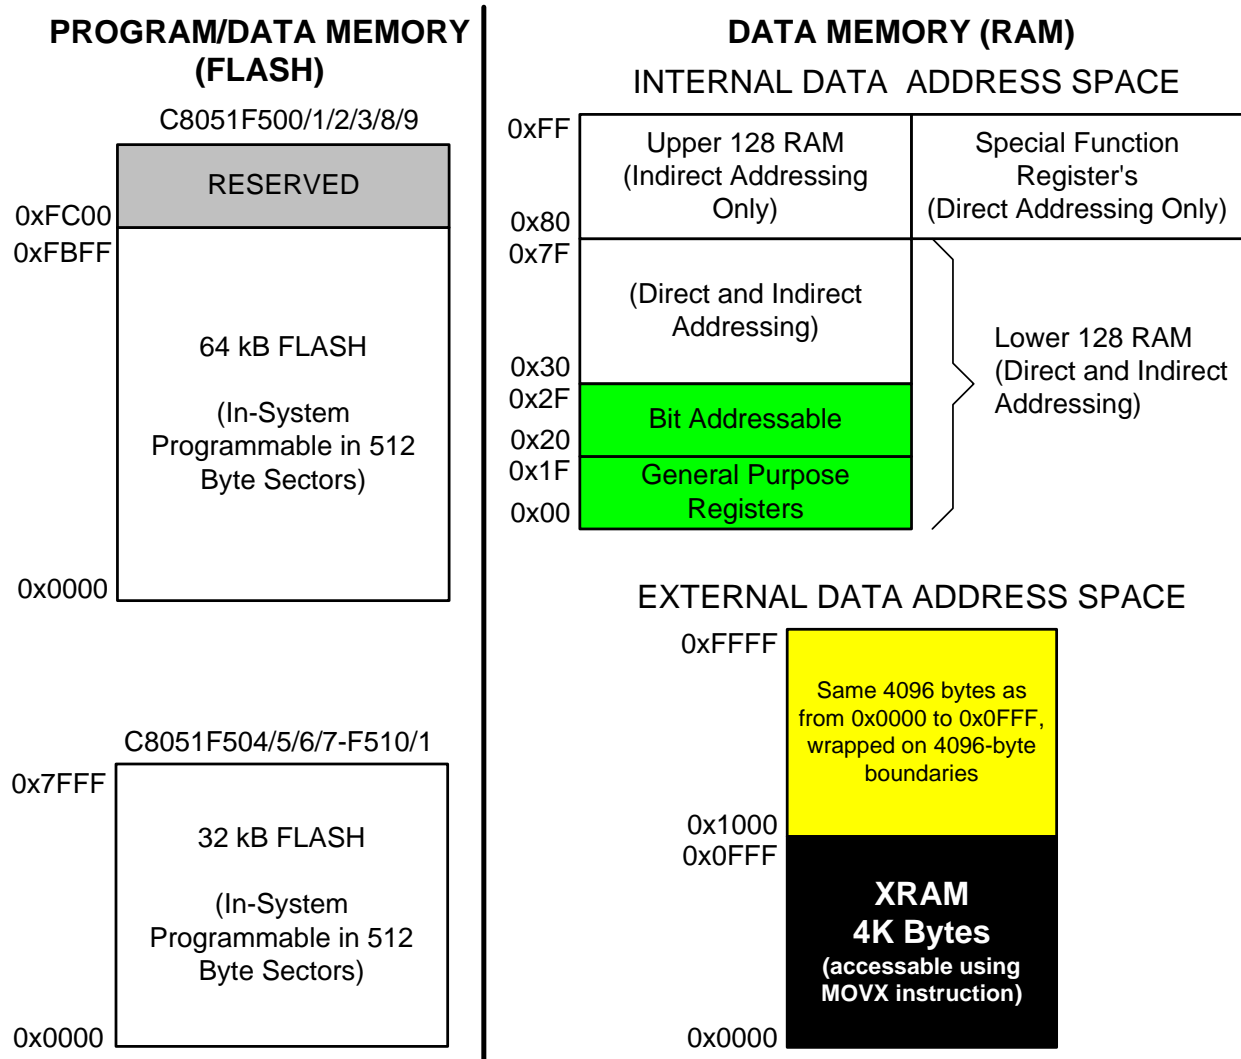 PROGRAM/DATA MEMORY
(FLASH)
C8051F500/1/2/3/8/9
RESERVED
0xFC00
0xFBFF
64 kB FLASH
(In-System
Programmable in 512
Byte Sectors)
0x0000
C8051F504/5/6/7-F510/1
0x7FFF
32 kB FLASH
(In-System
Programmable in 512
Byte Sectors)
0x0000
DATA MEMORY (RAM)
INTERNAL DATA ADDRESS SPACE
0xFF
Upper 128 RAM
(Indirect Addressing
Only)
0x80
Special Function
Register's
(Direct Addressing Only)
0x7F
(Direct and Indirect
Addressing)
0x30
Lower 128 RAM
(Direct and Indirect
Addressing)
0x2F
Bit Addressable
0x20
0x1F
General Purpose
Registers
0x00
EXTERNAL DATA ADDRESS SPACE
0xFFFF
Same 4096 bytes as
from 0x0000 to 0x0FFF,
wrapped on 4096-byte
boundaries
0x1000
0x0FFF
XRAM
4K Bytes
(accessable using
MOVX instruction)
0x0000